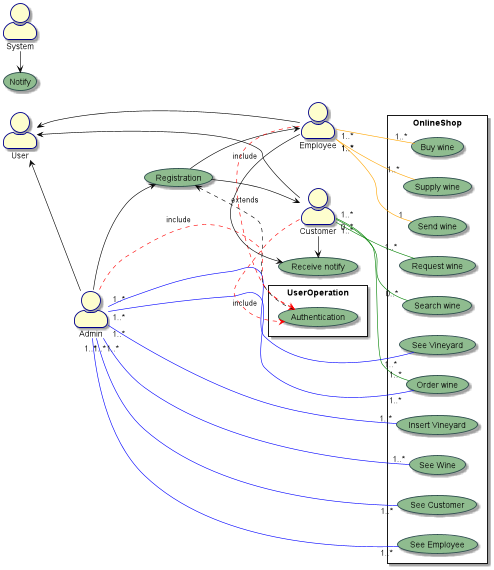 System
Notify
User
Employee
OnlineShop
Buy wine
1..*
1..*
1..*
include
Supply wine
1..*
Registration
extends
Customer
1..*
Send wine
1
include
Request wine
1..*
Receive notify
UserOperation
Authentication
include
Search wine
0..*
Admin
1..*
1..*
1..*
1..*
1..*
See Vineyard
1..*
Order wine
1..*
1..*
Insert Vineyard
1..*
See Wine
1..*
See Customer
1..*
See Employee
1..*